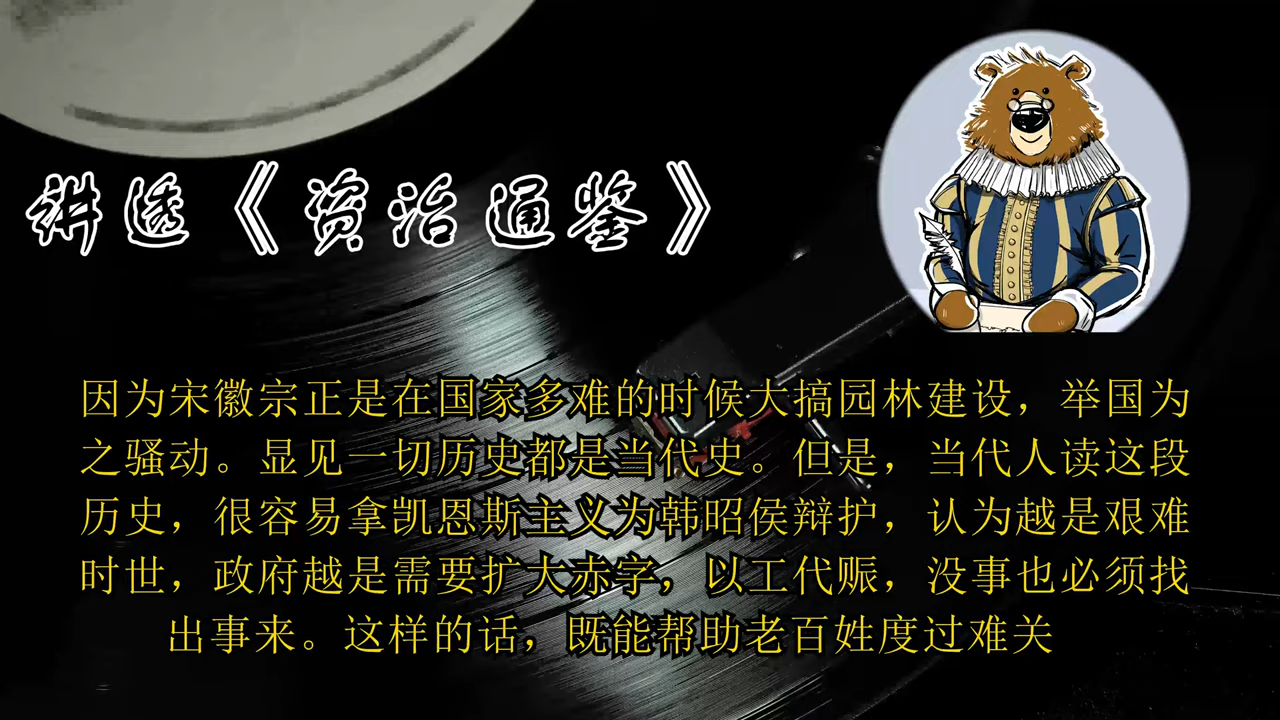 讲透《资治通鉴》
因为宋徽宗正是在国家多难的时候大搞园林建设，举国为
之骚动。显见一切历史都是当代史。但是，当代人读这段
历史，很容易拿凯恩斯主义为韩昭侯辩护，认为越是艰难
时世，政府越是需要扩大赤字，以工代赈，没事也必须找
出事来。这样的话，既能帮助老百姓度过难关